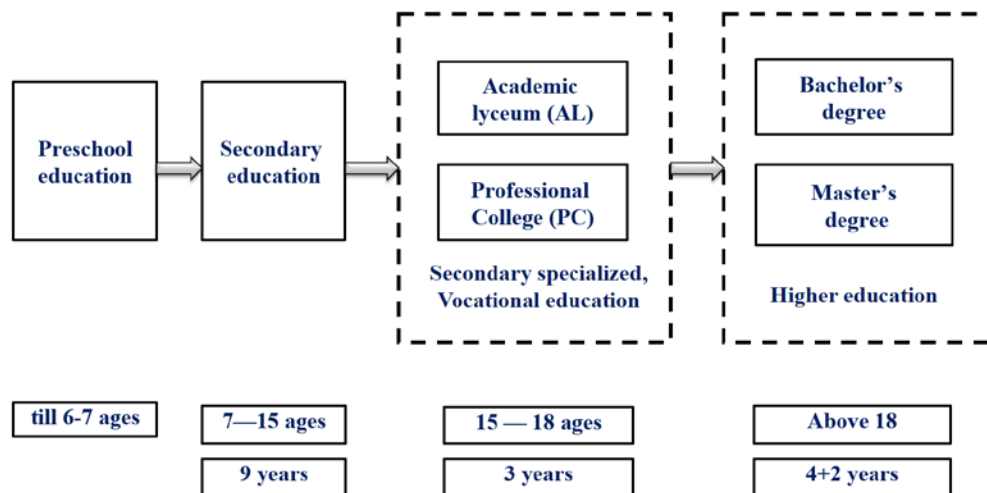 Preschool
education
Secondary
education
Academic
lyceum (AL)
Professional
College (PC)
Secondary specialized,
Vocational education
Bachelor’s
degree
Master’s
degree
Higher education
till 6-7 ages
7—15 ages
15 — 18 ages
Above 18
9 years
3 years
4+2 years